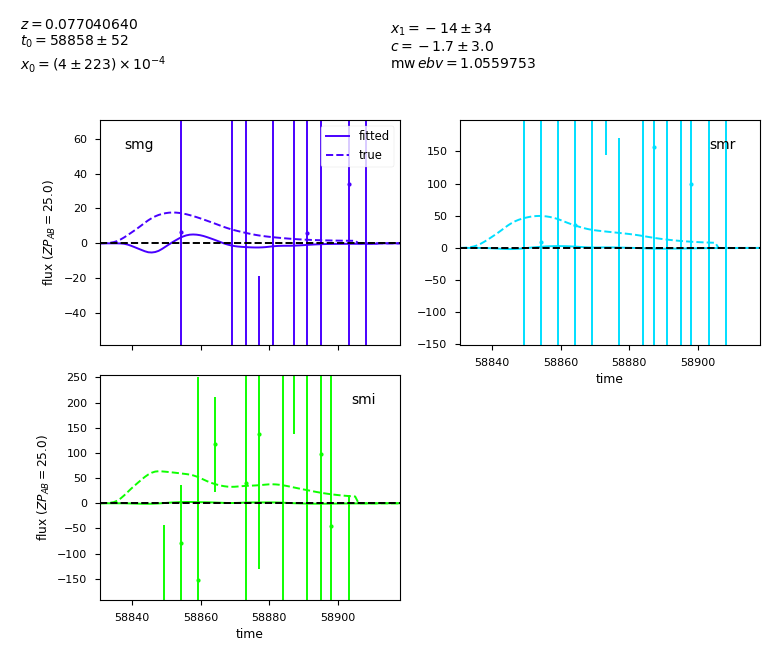 z = 0.077040640
t₀ = 58858 ± 52
x₀ = (4 ± 223) × 10⁻⁴
x₁ = −14 ± 34
c = −1.7 ± 3.0
mw ebv = 1.0559753
smg
fitted
true
60
40
20
0
−20
−40
flux (ZP_AB = 25.0)
smr
150
100
50
0
−50
−100
−150
58840 58860 58880 58900
time
smi
250
200
150
100
50
0
−50
−100
−150
flux (ZP_AB = 25.0)
58840 58860 58880 58900
time